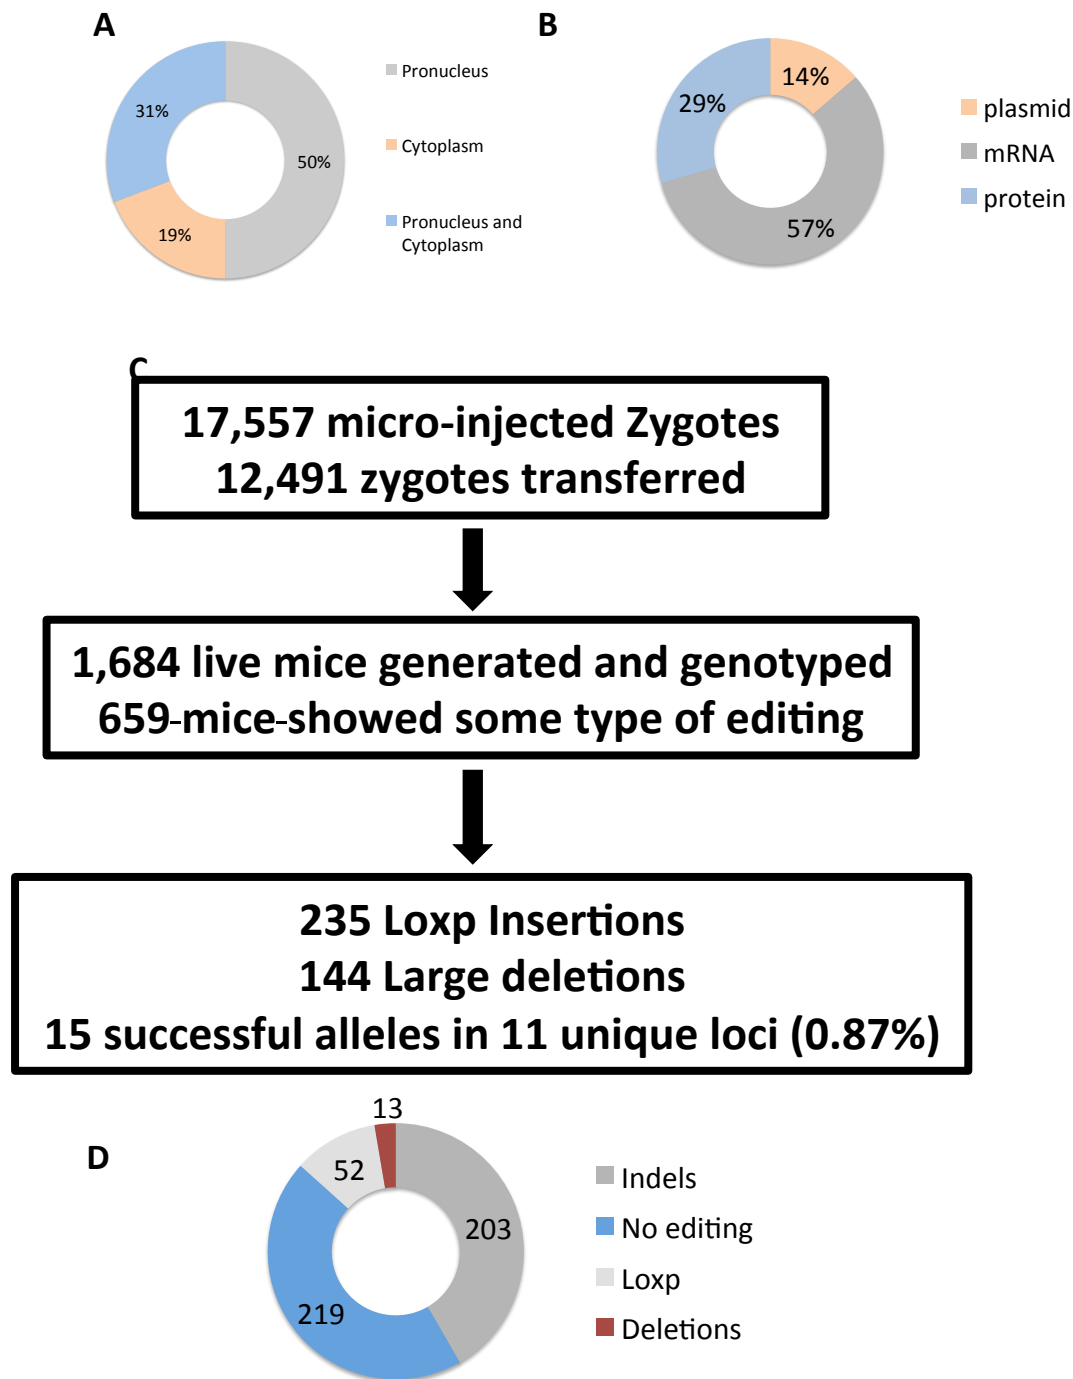 A
31%
50%
19%
Pronucleus
Cytoplasm
Pronucleus and
Cytoplasm
B
14%
29%
57%
plasmid
mRNA
protein
C
17,557 micro-injected Zygotes
12,491 zygotes transferred
1,684 live mice generated and genotyped
659-mice-showed some type of editing
235 Loxp Insertions
144 Large deletions
15 successful alleles in 11 unique loci (0.87%)
D
13
52
203
219
Indels
No editing
Loxp
Deletions